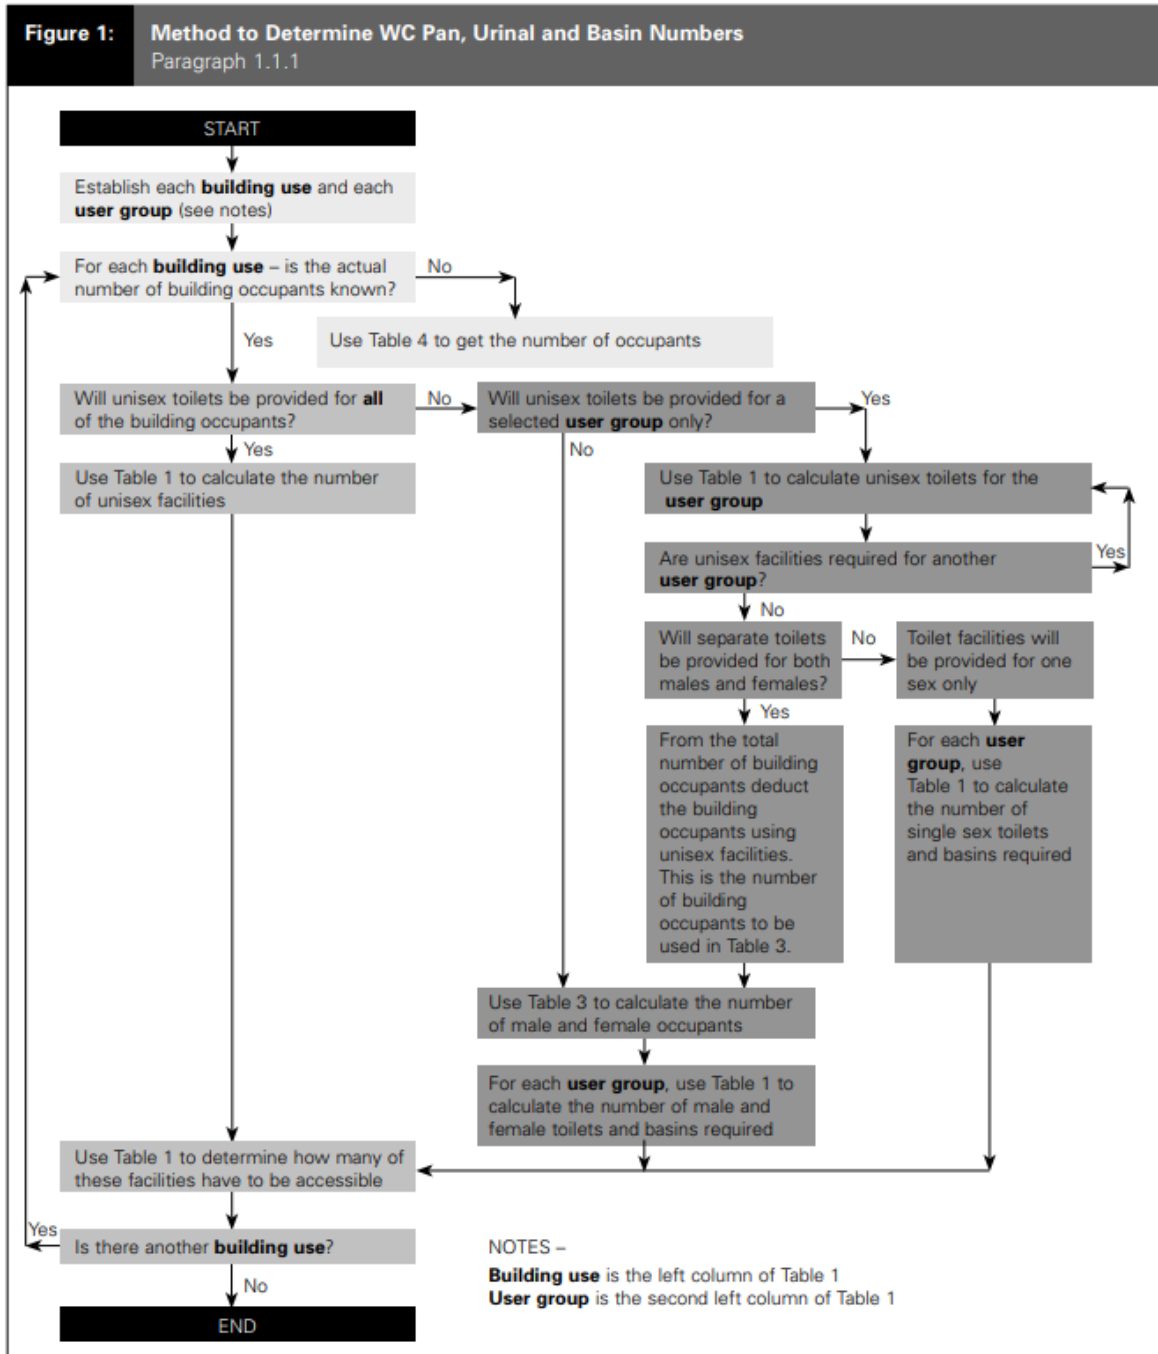 Figure 1:
Method to Determine WC Pan, Urinal and Basin Numbers
Paragraph 1.1.1
START
Establish each building use and each
user group (see notes)
For each building use – is the actual
number of building occupants known?
No
Use Table 4 to get the number of occupants
Yes
Will unisex toilets be provided for all
of the building occupants?
No
Will unisex toilets be provided for a
selected user group only?
Yes
Yes
No
Use Table 1 to calculate the number
of unisex facilities
Use Table 1 to calculate unisex toilets for the
user group
Are unisex facilities required for another
user group?
Yes
No
Will separate toilets
be provided for both
males and females?
No
Toilet facilities will
be provided for one
sex only
Yes
From the total
number of building
occupants deduct
the building
occupants using
unisex facilities.
This is the number
of building
occupants to be
used in Table 3.
For each user
group, use
Table 1 to calculate
the number of
single sex toilets
and basins required
Use Table 3 to calculate the number
of male and female occupants
For each user group, use Table 1 to
calculate the number of male and
female toilets and basins required
Use Table 1 to determine how many of
these facilities have to be accessible
Yes
Is there another building use?
No
END
NOTES –
Building use is the left column of Table 1
User group is the second left column of Table 1